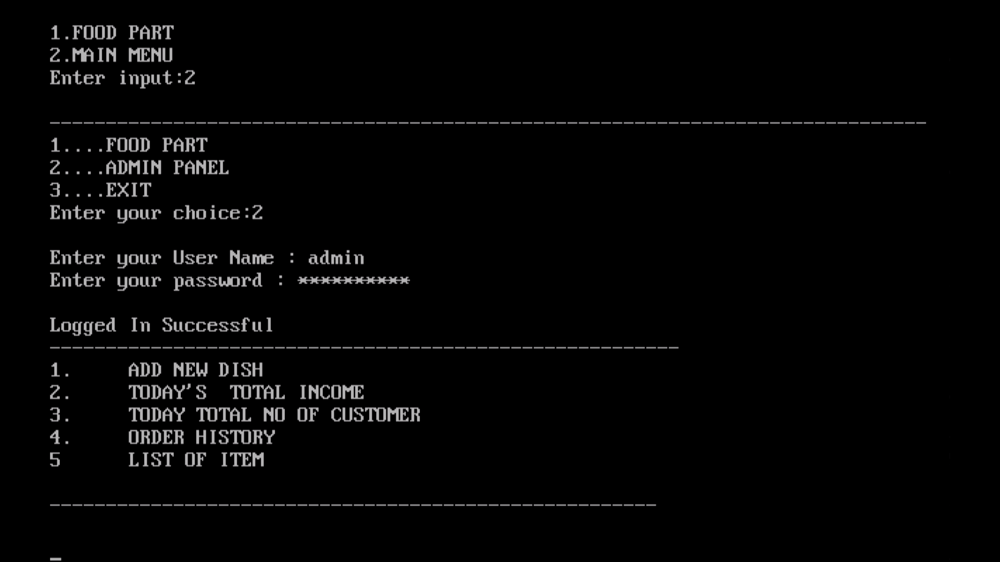 1.FOOD PART
2.MAIN MENU
Enter input:2
------------------------------------------------------------------------------
1....FOOD PART
2....ADMIN PANEL
3....EXIT
Enter your choice:2
Enter your User Name : admin
Enter your password : **********
Logged In Successful
--------------------------------------------------------
1.     ADD NEW DISH
2.     TODAY'S  TOTAL INCOME
3.     TODAY TOTAL NO OF CUSTOMER
4.     ORDER HISTORY
5      LIST OF ITEM
------------------------------------------------------
_